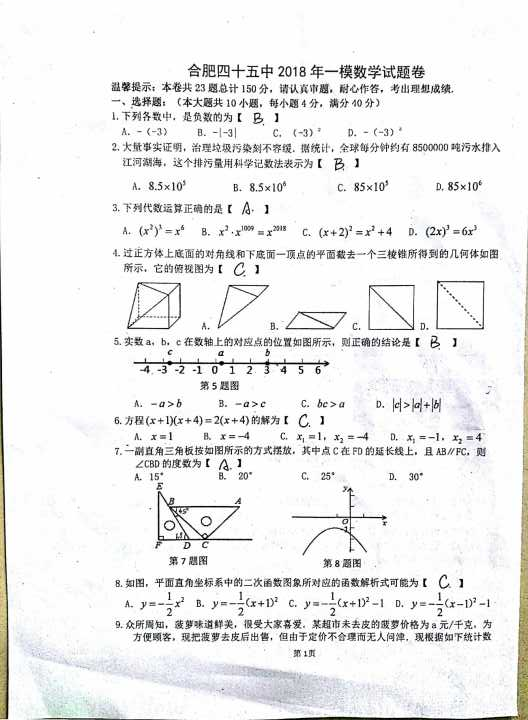 合肥四十五中2018年一模数学试题卷
温馨提示：本卷共23题总计150分，请认真审题，耐心作答，考出理想成绩.
一、选择题：（本大题共10小题，每小题4分，满分40分）
1.下列各数中，是负数的为【 B. 】
A. －(－3) B. －|－3| C. (－3)² D. －(－3)³
2.大量事实证明，治理垃圾污染刻不容缓．据统计，全球每分钟约有8500000吨污水排入
江河湖海，这个排污量用科学记数法表示为【 B. 】
A. 8.5×10⁵ B. 8.5×10⁶ C. 85×10⁵ D. 85×10⁶
3.下列代数运算正确的是【 A. 】
A. (x²)³＝x⁶ B. x²·x¹⁰⁰⁹＝x²⁰¹⁸ C. (x+2)²＝x²+4 D. (2x)³＝6x³
4.过正方体上底面的对角线和下底面一顶点的平面截去一个三棱锥所得到的几何体如图
所示，它的俯视图为【 C. 】
A. B. C. D.
5.实数a，b，c在数轴上的对应点的位置如图所示，则正确的结论是【 B. 】
c a b
-4 -3 -2 -1 0 1 2 3 4 5 6
第5题图
A. －a>b B. －a>c C. bc>a D. |c|>|a|+|b|
6.方程(x+1)(x+4)＝2(x+4)的解为【 C. 】
A. x＝1 B. x＝-4 C. x₁＝1，x₂＝-4 D. x₁＝-1，x₂＝4
7.一副直角三角板按如图所示的方式摆放，其中点C在FD的延长线上，且AB∥FC，则
∠CBD的度数为【 A. 】
A. 15° B. 20° C. 25° D. 30°
E
B A
45°
F D C
y
O x
-1
第7题图 第8题图
8.如图，平面直角坐标系中的二次函数图象所对应的函数解析式可能为【 C. 】
A. y＝-1/2x² B. y＝-1/2(x+1)² C. y＝-1/2(x+1)²-1 D. y＝-1/2(x-1)²-1
9.众所周知，菠萝味道鲜美，很受大家喜爱．某超市未去皮的菠萝价格为a元/千克，为
方便顾客，现把菠萝去皮后出售，但由于定价不合理而无人问津．现根据如下统计数
第1页